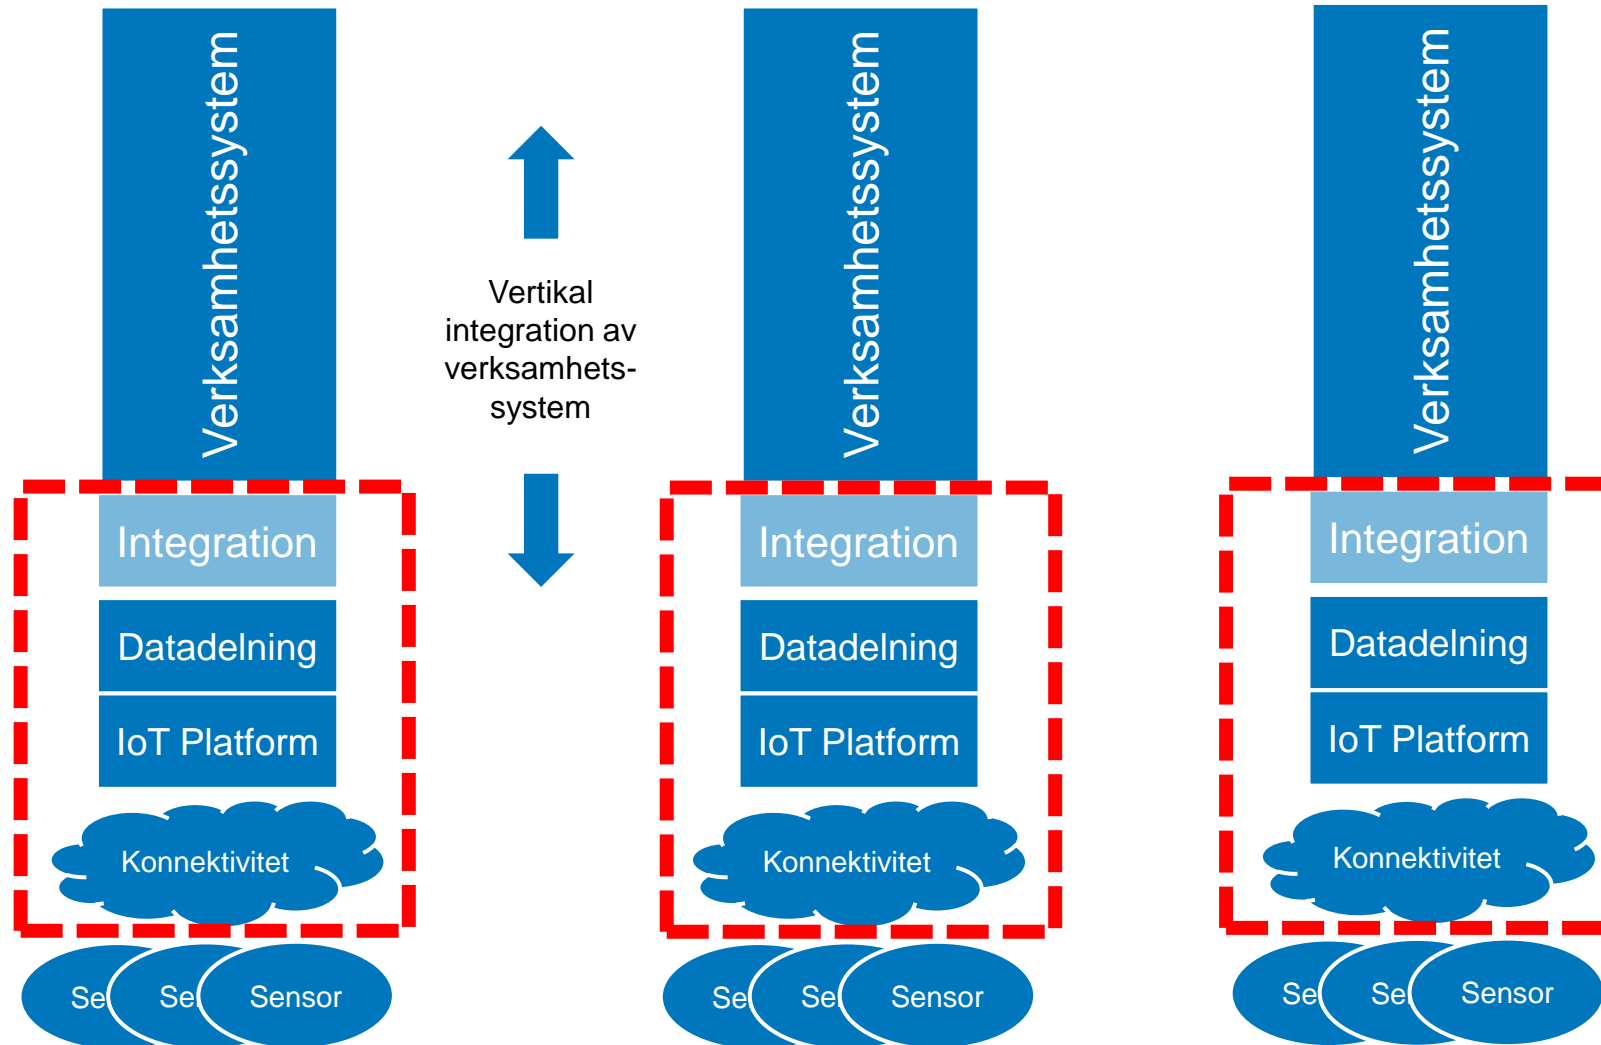 Verksamhetssystem
Integration
Datadelning
IoT Platform
Konnektivitet
Se
Se
Sensor
Vertikal
integration av
verksamhets-
system
Verksamhetssystem
Integration
Datadelning
IoT Platform
Konnektivitet
Se
Se
Sensor
Verksamhetssystem
Integration
Datadelning
IoT Platform
Konnektivitet
Se
Se
Sensor